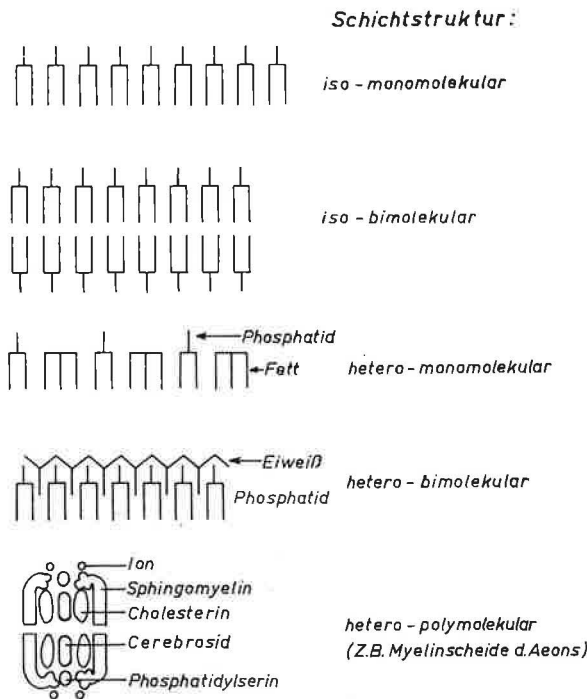 Schichtstruktur:
iso-monomolekular
iso-bimolekular
Phosphatid
Fett
hetero-monomolekular
Eiweiß
Phosphatid
hetero-bimolekular
Ion
Sphingomyelin
Cholesterin
Cerebrosid
Phosphatidylserin
hetero-polymolekular
(Z.B. Myelinscheide d. Aeons)